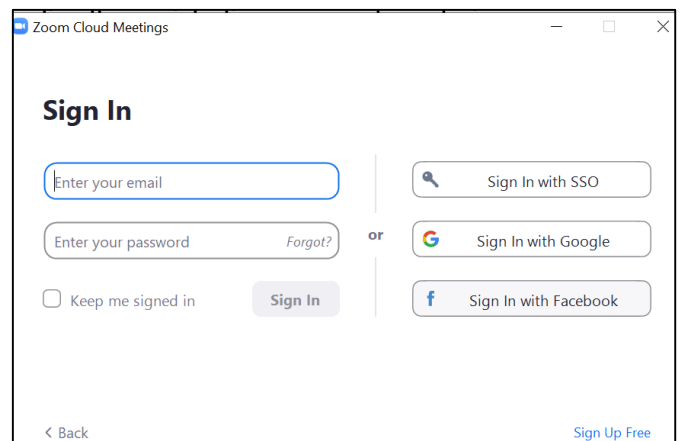 Zoom Cloud Meetings
Sign In
Enter your email
Enter your password Forgot?
Keep me signed in Sign In
or
Sign In with SSO
Sign In with Google
Sign In with Facebook
< Back
Sign Up Free